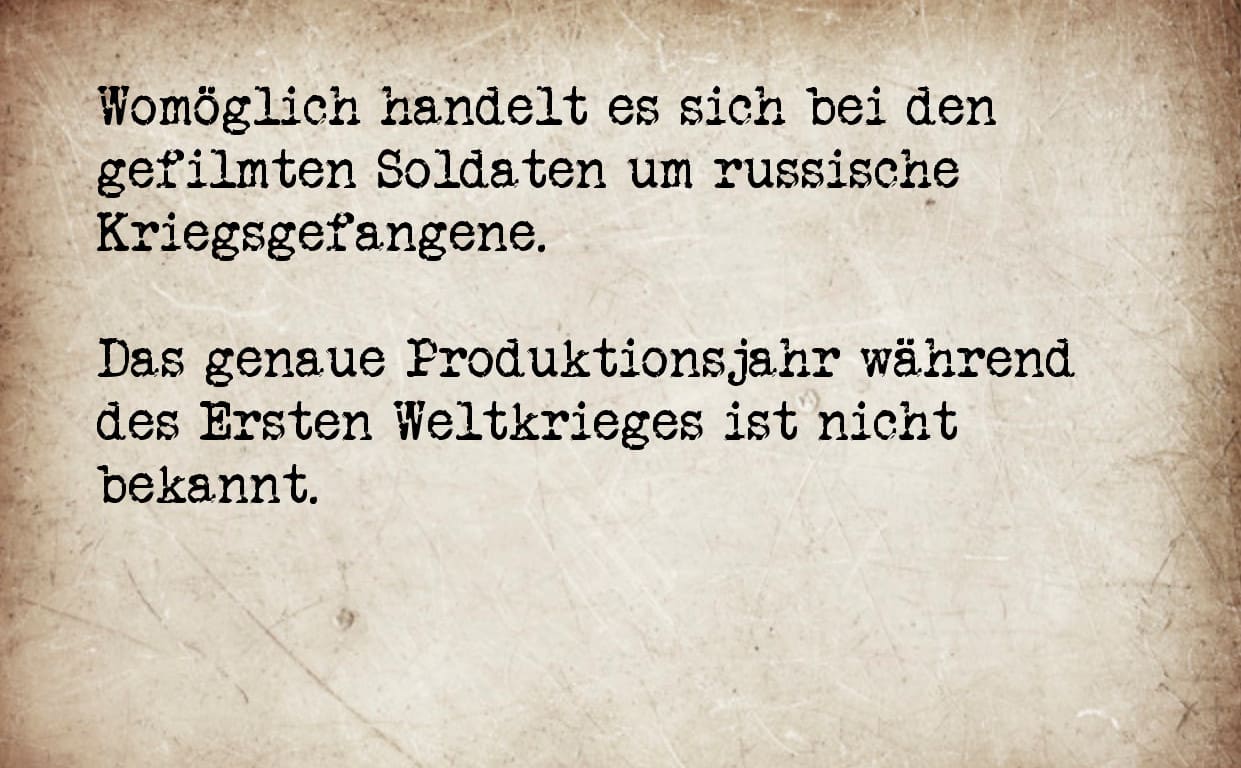 Womöglich handelt es sich bei den
gefilmten Soldaten um russische
Kriegsgefangene.
Das genaue Produktionsjahr während
des Ersten Weltkrieges ist nicht
bekannt.